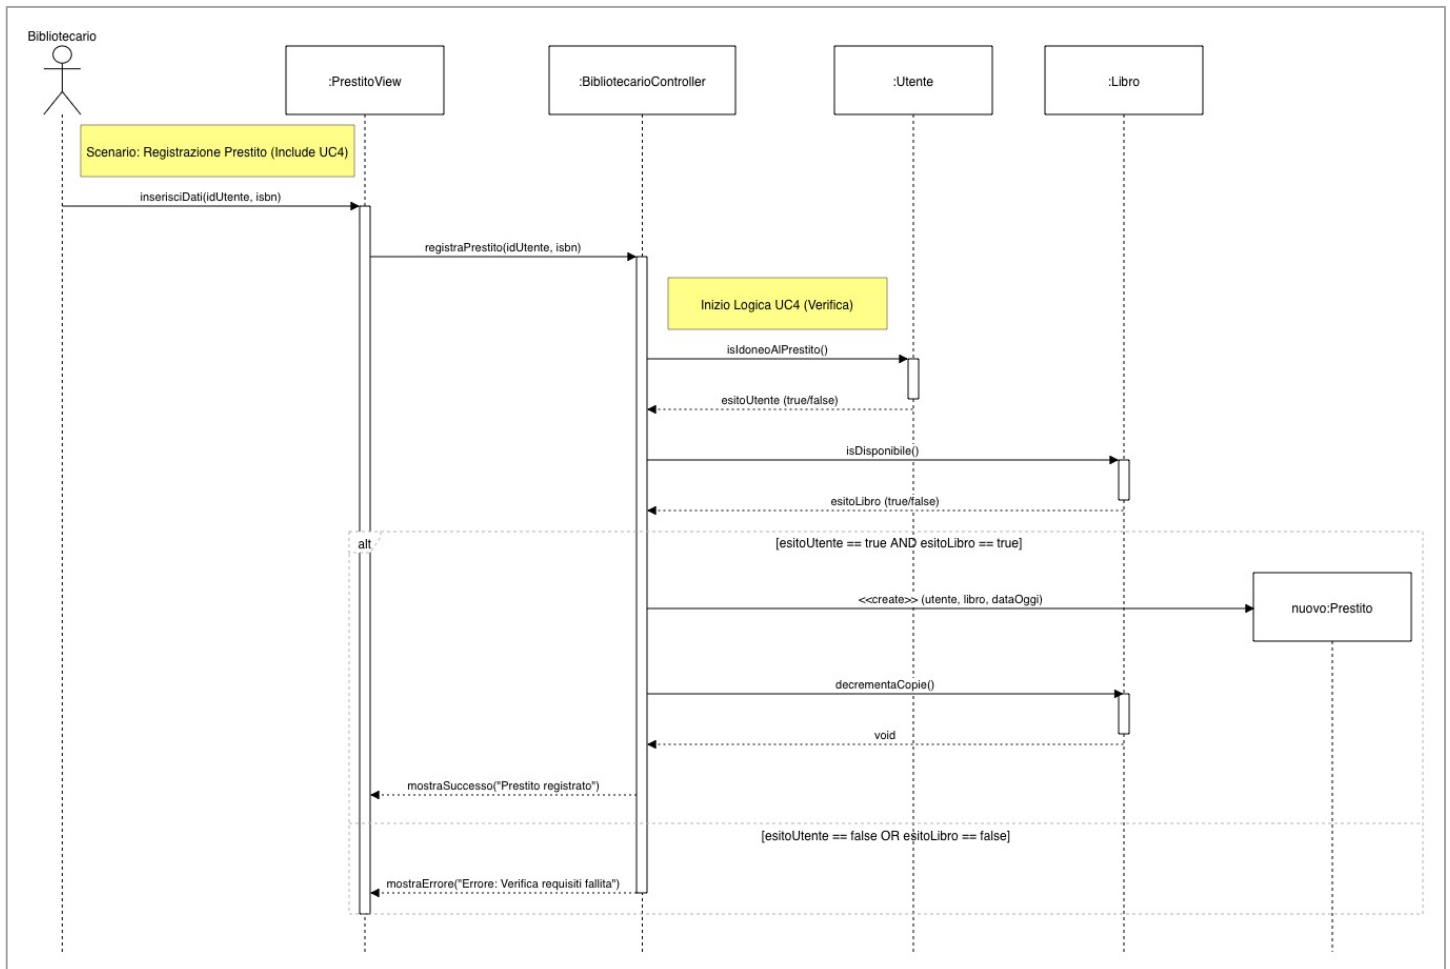 Bibliotecario
:PrestitoView
:BibliotecarioController
:Utente
:Libro
Scenario: Registrazione Prestito (Include UC4)
inserisciDati(idUtente, isbn)
registraPrestito(idUtente, isbn)
Inizio Logica UC4 (Verifica)
isIdoneoAlPrestito()
esitoUtente (true/false)
isDisponibile()
esitoLibro (true/false)
alt
[esitoUtente == true AND esitoLibro == true]
<<create>> (utente, libro, dataOggi)
nuovo:Prestito
decrementaCopie()
void
mostraSuccesso("Prestito registrato")
[esitoUtente == false OR esitoLibro == false]
mostraErrore("Errore: Verifica requisiti fallita")